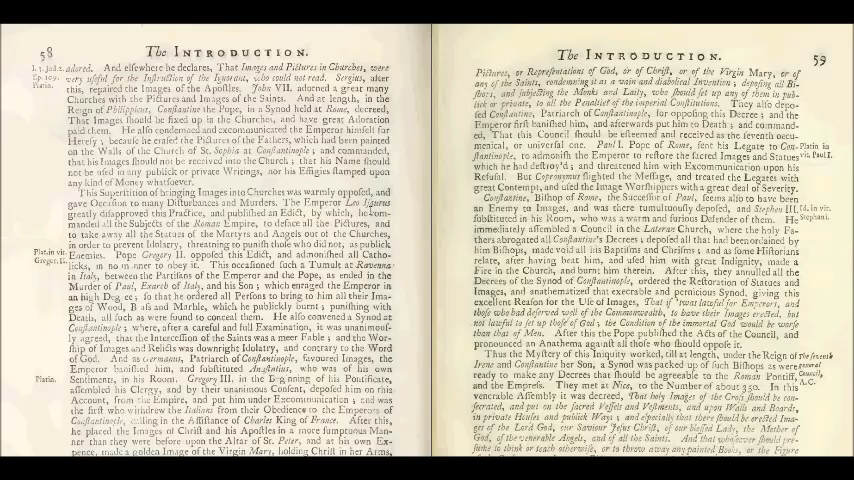 58
The INTRODUCTION.
adored. And elsewhere he declares, That Images and Pictures in Churches, were
very useful for the Instruction of the Ignorant, who could not read. Sergius, after
this, repaired the Images of the Apostles. John VII. adorned a great many
Churches with the Pictures and Images of the Saints. And at length, in the
Reign of Philippicus, Constantine the Pope, in a Synod held at Rome, decreed,
That Images should be fixed up in the Churches, and have great Adoration
paid them. He also condemned and excommunicated the Emperor himself for
Heresy; because he erased the Pictures of the Fathers, which had been painted
on the Walls of the Church of St. Sophia at Constantinople; and commanded,
that his Images should not be received into the Church; that his Name should
not be used in any publick or private Writings, nor his Effigies stamped upon
any kind of Money whatsoever.
This Superstition of bringing Images into Churches was warmly opposed, and
gave Occasion to many Disturbances and Murders. The Emperor Leo Isaurus
greatly disapproved this Practice, and published an Edict, by which, he com-
manded all the Subjects of the Roman Empire, to deface all the Pictures, and
to take away all the Statues of the Martyrs and Angels out of the Churches,
in order to prevent Idolatry, threatning to punish those who did not, as publick
Enemies. Pope Gregory II. opposed this Edict, and admonished all Catho-
licks, in no manner to obey it. This occasioned such a Tumult at Ravenna
in Italy, between the Partisans of the Emperor and the Pope, as ended in the
Murder of Paul, Exarch of Italy, and his Son; which enraged the Emperor in
an high Degree; so that he ordered all Persons to bring to him all their Ima-
ges of Wood, Brass and Marble, which he publickly burnt; punishing with
Death, all such as were found to conceal them. He also convened a Synod at
Constantinople; where, after a careful and full Examination, it was unanimous-
ly agreed, that the Intercession of the Saints was a meer Fable; and the Wor-
ship of Images and Relicts was downright Idolatry, and contrary to the Word
of God. And as Germanus, Patriarch of Constantinople, favoured Images, the
Emperor banished him, and substituted Anastatius, who was of his own
Sentiments, in his Room. Gregory III. in the Beginning of his Pontificate,
assembled his Clergy, and by their unanimous Consent, deposed him on this
Account, from the Empire, and put him under Excommunication; and was
the first who withdrew the Italians from their Obedience to the Emperors of
Constantinople, calling in the Assistance of Charles King of France. After this,
he placed the Images of Christ and his Apostles in a more sumptuous Man-
ner than they were before upon the Altar of St. Peter, and at his own Ex-
pence, made a golden Image of the Virgin Mary, holding Christ in her Arms,
Platin.
Platin. vit.
Greger. II.
Platin.
The INTRODUCTION.
59
Pictures, or Representations of God, or of Christ, or of the Virgin Mary, or of
any of the Saints, condemning it as a vain and diabolical Invention; deposing all Bi-
shops, and subjecting the Monks and Laity, who should set up any of them in pub-
lick or private, to all the Penalties of the imperial Constitutions. They also depo-
sed Constantine, Patriarch of Constantinople, for opposing this Decree; and the
Emperor first banished him, and afterwards put him to Death; and command-
ed, That this Council should be esteemed and received as the seventh oecu-
menical, or universal one. Paul I. Pope of Rome, sent his Legate to Con-
stantinople, to admonish the Emperor to restore the sacred Images and Statues
which he had destroy'd; and threatened him with Excommunication upon his
Refusal. But Copronymus slighted the Message, and treated the Legates with
great Contempt, and used the Image Worshippers with a great deal of Severity.
Constantine, Bishop of Rome, the Successor of Paul, seems also to have been
an Enemy to Images, and was there tumultuously deposed, and Stephen III.
substituted in his Room, who was a warm and furious Defender of them. He
immediately assembled a Council in the Lateran Church, where the holy Fa-
thers abrogated all Constantine's Decrees; deposed all that had been ordained by
him Bishops, made void all his Baptisms and Chrisms; and as some Historians
relate, after having beat him, and used him with great Indignity, made a
Fire in the Church, and burnt him therein. After this, they annulled all the
Decrees of the Synod of Constantinople, ordered the Restoration of Statues and
Images, and anathematized that execrable and pernicious Synod, giving this
excellent Reason for the Use of Images, That if 'twas lawful for Emperors, and
those who had deserved well of the Commonwealth, to have their Images erected, but
not lawful to set up those of God; the Condition of the immortal God would be worse
than that of Men. After this the Pope published the Acts of the Council, and
pronounced an Anathema against all those who should oppose it.
Thus the Mystery of this Iniquity worked, till at length, under the Reign of
Irene and Constantine her Son, a Synod was packed up of such Bishops as were
ready to make any Decrees that should be agreeable to the Roman Pontiff,
and the Empress. They met at Nice, to the Number of about 350. In this
venerable Assembly it was decreed, That holy Images of the Cross should be con-
secrated, and put on the sacred Vessels and Vestments, and upon Walls and Boards,
in private Houses and publick Ways; and especially that there should be erected Ima-
ges of the Lord God, our Saviour Jesus Christ, of our blessed Lady, the Mother of
God, of the venerable Angels, and of all the Saints. And that whosoever should pre-
sume to think or teach otherwise, or to throw away any painted Books, or the Figure
Platin. in
vit. Paul I.
Id. in vit.
Stephani.
general
Council,
A. C.